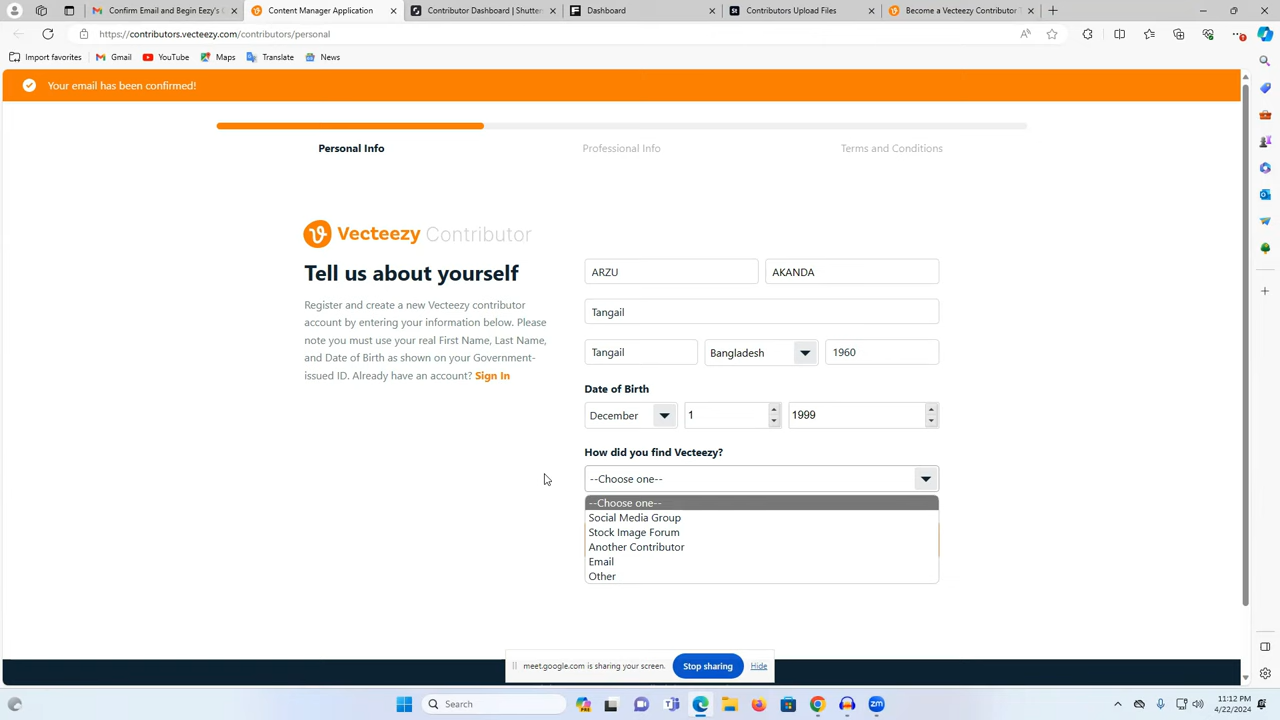 Confirm Email and Begin Eezy's C
Content Manager Application
Contributor Dashboard | Shutter
Dashboard
Contributors Upload Files
Become a Vecteezy Contributor T
https://contributors.vecteezy.com/contributors/personal
Import favorites
Gmail
YouTube
Maps
Translate
News
Your email has been confirmed!
Personal Info
Professional Info
Terms and Conditions
Vecteezy Contributor
Tell us about yourself
Register and create a new Vecteezy contributor
account by entering your information below. Please
note you must use your real First Name, Last Name,
and Date of Birth as shown on your Government-
issued ID. Already have an account? Sign In
ARZU
AKANDA
Tangail
Tangail
Bangladesh
1960
Date of Birth
December
1
1999
How did you find Vecteezy?
--Choose one--
--Choose one--
Social Media Group
Stock Image Forum
Another Contributor
Email
Other
meet.google.com is sharing your screen.
Stop sharing
Hide
Search
11:12 PM
4/22/2024